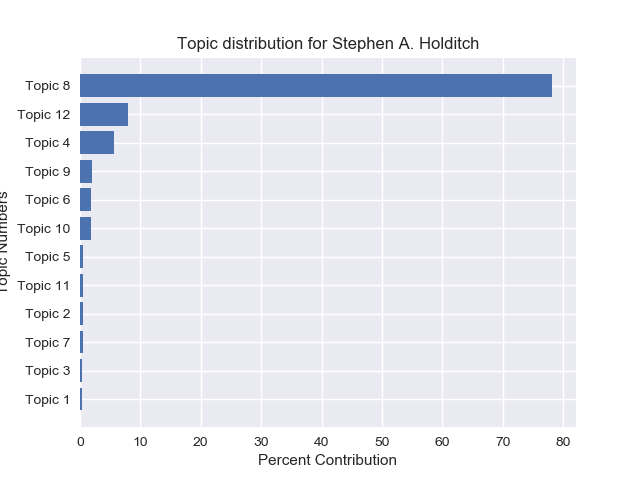 Topic distribution for Stephen A. Holditch
Topic 8
Topic 12
Topic 4
Topic 9
Topic 6
Topic 10
Topic 5
Topic 11
Topic 2
Topic 7
Topic 3
Topic 1
Topic Numbers
0 10 20 30 40 50 60 70 80
Percent Contribution